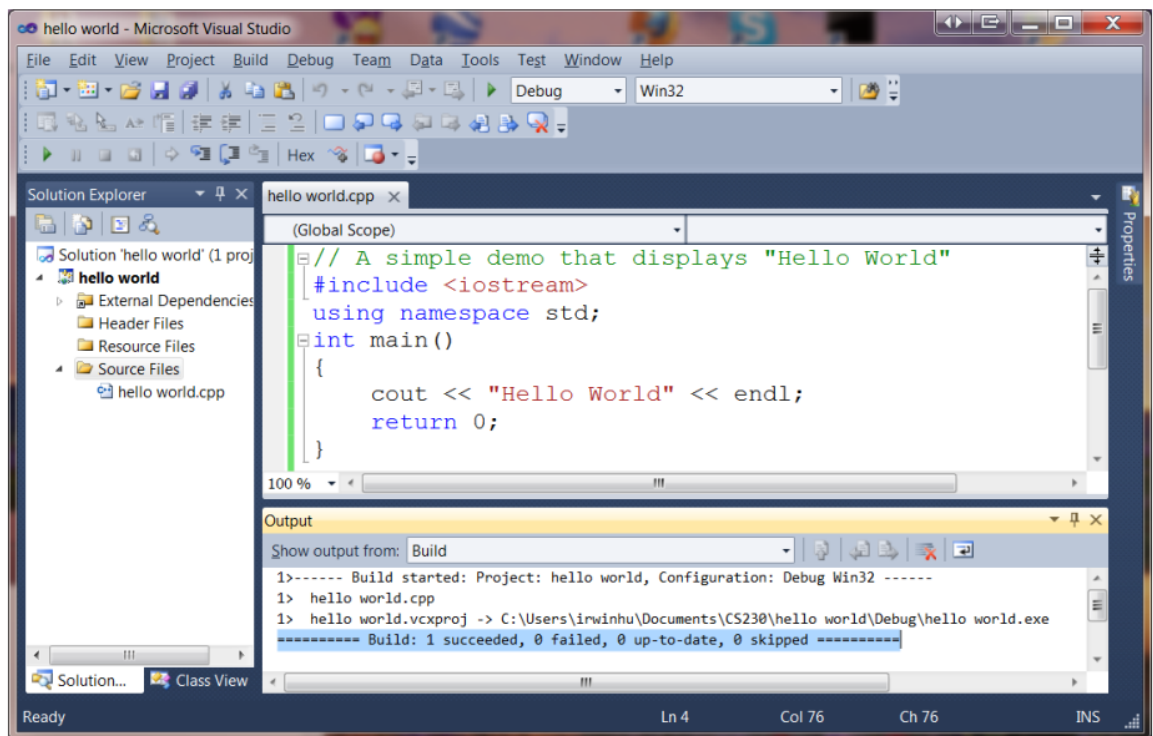 hello world - Microsoft Visual Studio
File Edit View Project Build Debug Team Data Tools Test Window Help
Debug Win32
Hex
Solution Explorer
Solution 'hello world' (1 proj
hello world
External Dependencies
Header Files
Resource Files
Source Files
hello world.cpp
Solution... Class View
hello world.cpp
(Global Scope)
// A simple demo that displays "Hello World"
#include <iostream>
using namespace std;
int main()
{
cout << "Hello World" << endl;
return 0;
}
100 %
Output
Show output from: Build
1>------ Build started: Project: hello world, Configuration: Debug Win32 ------
1> hello world.cpp
1> hello world.vcxproj -> C:\Users\irwinhu\Documents\CS230\hello world\Debug\hello world.exe
========== Build: 1 succeeded, 0 failed, 0 up-to-date, 0 skipped ==========
Properties
Ready Ln 4 Col 76 Ch 76 INS